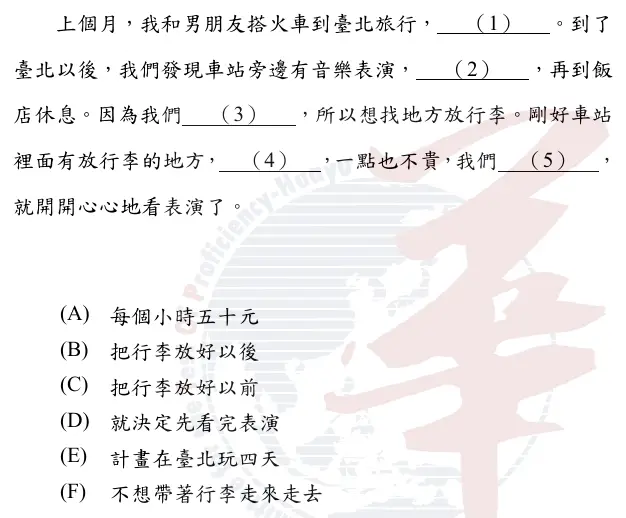 上個月，我和男朋友搭火車到臺北旅行，（1）。到了
臺北以後，我們發現車站旁邊有音樂表演，（2），再到飯
店休息。因為我們（3），所以想找地方放行李。剛好車站
裡面有放行李的地方，（4），一點也不貴，我們（5），
就開開心心地看表演了。
(A) 每個小時五十元
(B) 把行李放好以後
(C) 把行李放好以前
(D) 就決定先看完表演
(E) 計畫在臺北玩四天
(F) 不想帶著行李走來走去
華